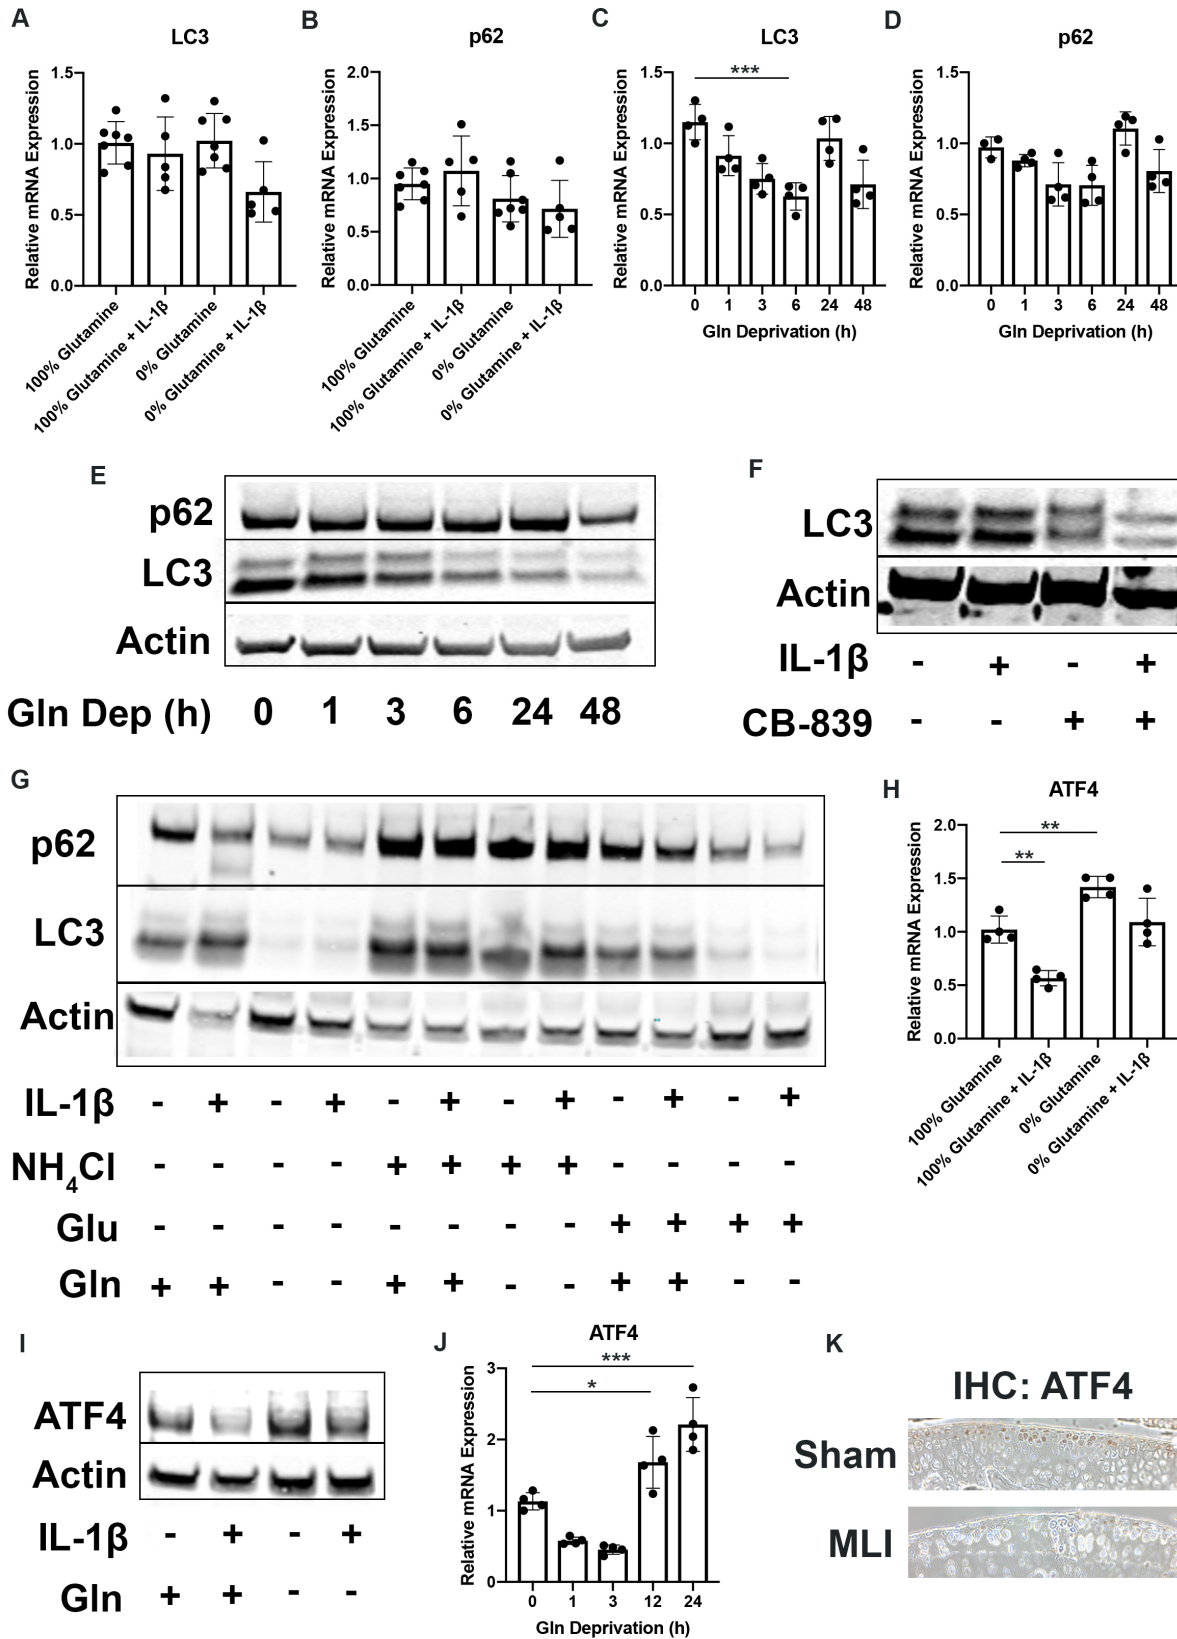 A
LC3
Relative mRNA Expression
1.5
1.0
0.5
0.0
100% Glutamine
100% Glutamine + IL-1β
0% Glutamine
0% Glutamine + IL-1β
B
p62
Relative mRNA Expression
2.0
1.5
1.0
0.5
0.0
100% Glutamine
100% Glutamine + IL-1β
0% Glutamine
0% Glutamine + IL-1β
C
LC3
***
Relative mRNA Expression
1.5
1.0
0.5
0.0
0 1 3 6 24 48
Gln Deprivation (h)
D
p62
Relative mRNA Expression
1.5
1.0
0.5
0.0
0 1 3 6 24 48
Gln Deprivation (h)
E
p62
LC3
Actin
Gln Dep (h) 0 1 3 6 24 48
F
LC3
Actin
IL-1β - + - +
CB-839 - - + +
G
p62
LC3
Actin
IL-1β - + - + - + - + - + - +
NH4Cl - - - - + + + + - - - -
Glu - - - - - - - - + + + +
Gln + + - - + + - - + + - -
H
ATF4
**
**
Relative mRNA Expression
2.0
1.5
1.0
0.5
0.0
100% Glutamine
100% Glutamine + IL-1β
0% Glutamine
0% Glutamine + IL-1β
I
ATF4
Actin
IL-1β - + - +
Gln + + - -
J
ATF4
***
*
Relative mRNA Expression
3
2
1
0
0 1 3 12 24
Gln Deprivation (h)
K
IHC: ATF4
Sham
MLI